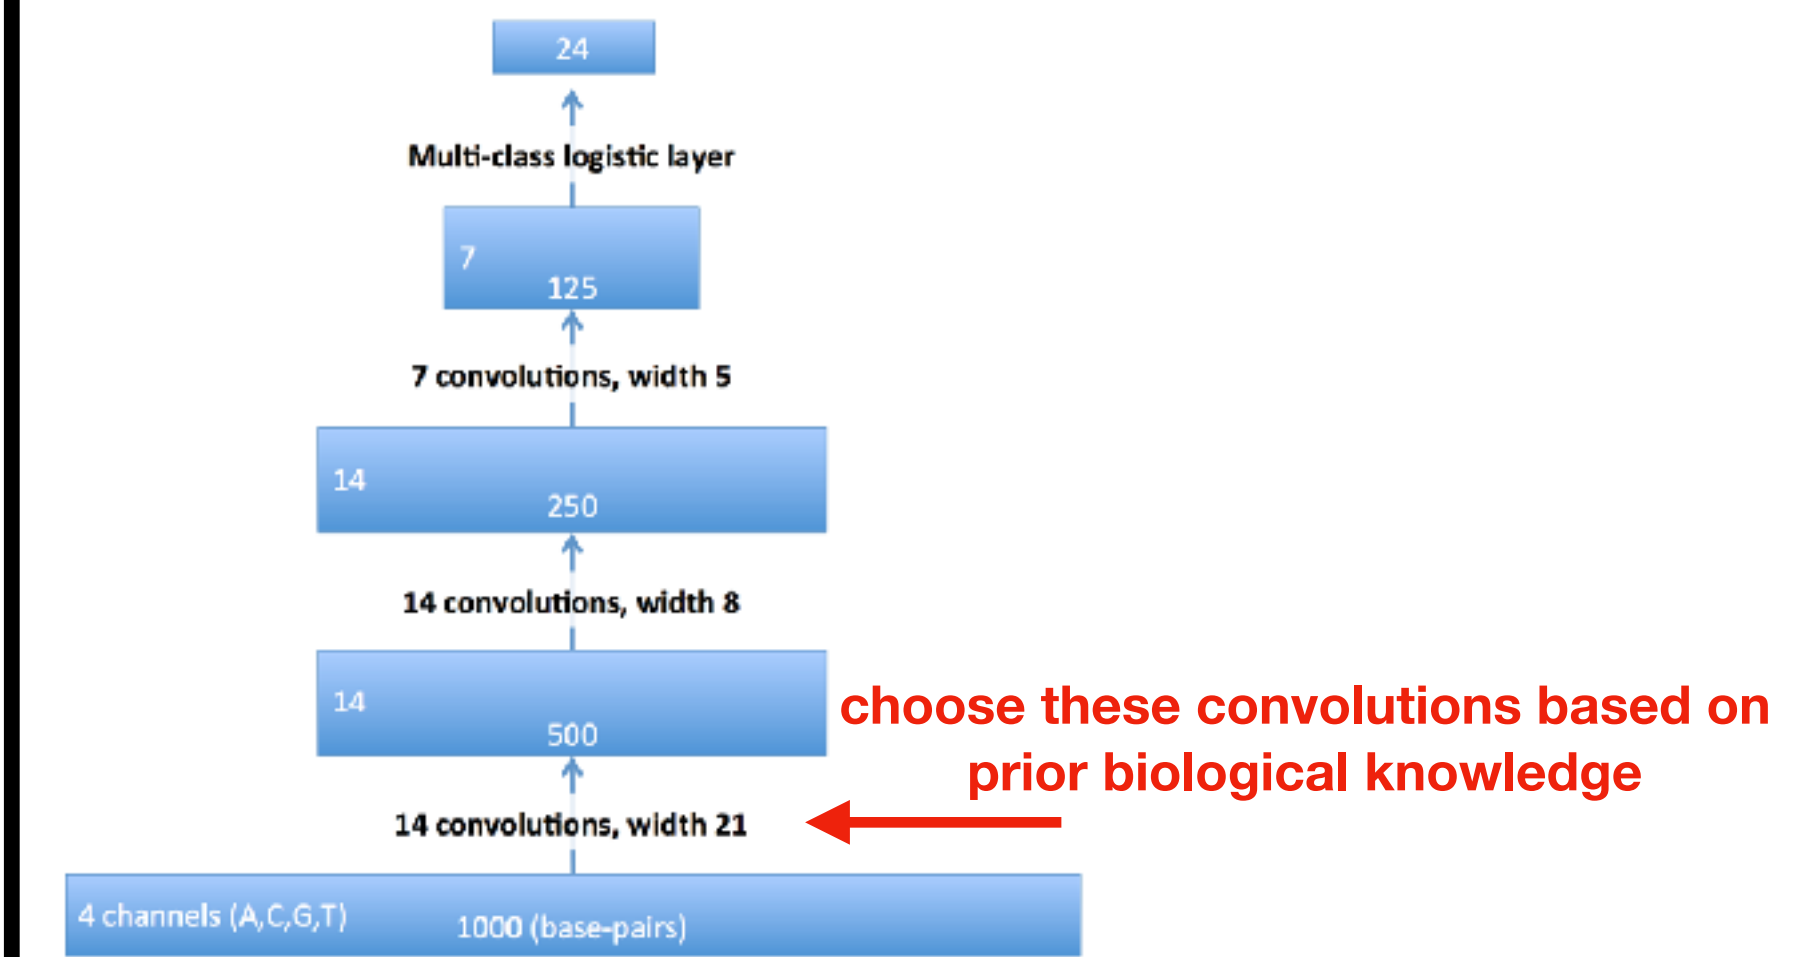 24
Multi-class logistic layer
7
125
7 convolutions, width 5
14
250
14 convolutions, width 8
14
500
choose these convolutions based on
prior biological knowledge
14 convolutions, width 21
4 channels (A,C,G,T)
1000 (base-pairs)